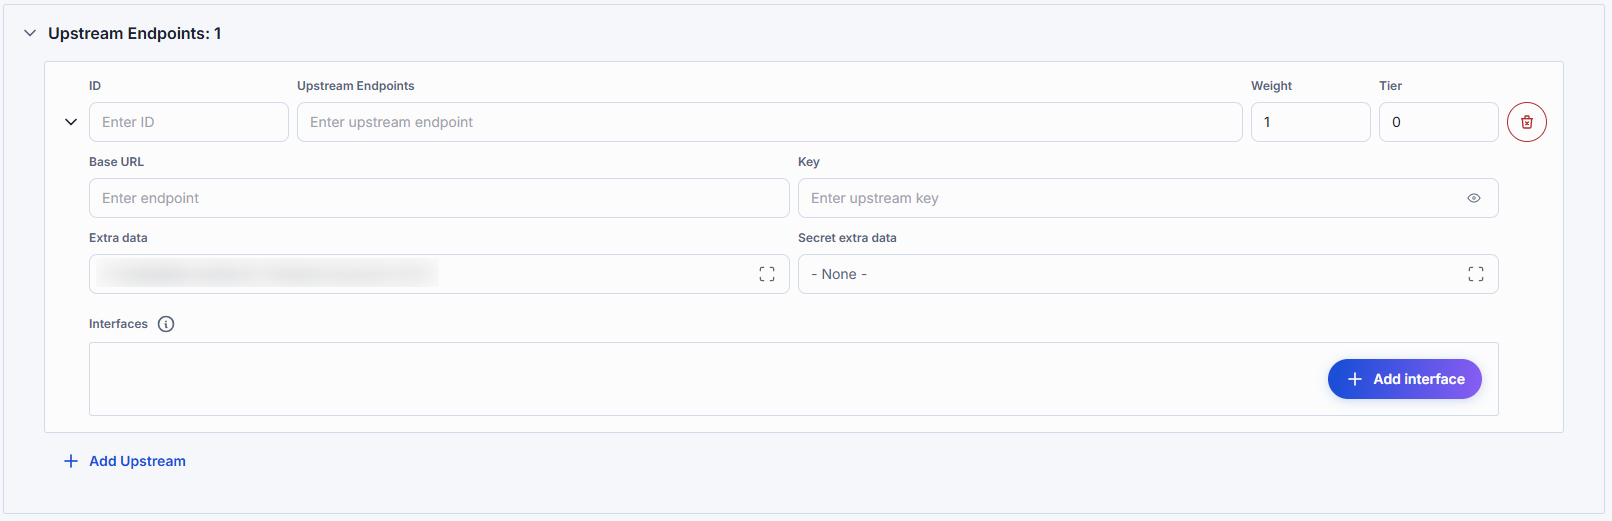 Upstream Endpoints: 1
ID Upstream Endpoints Weight Tier
Enter ID Enter upstream endpoint 1 0
Base URL Key
Enter endpoint Enter upstream key
Extra data Secret extra data
- None -
Interfaces
Add interface
Add Upstream